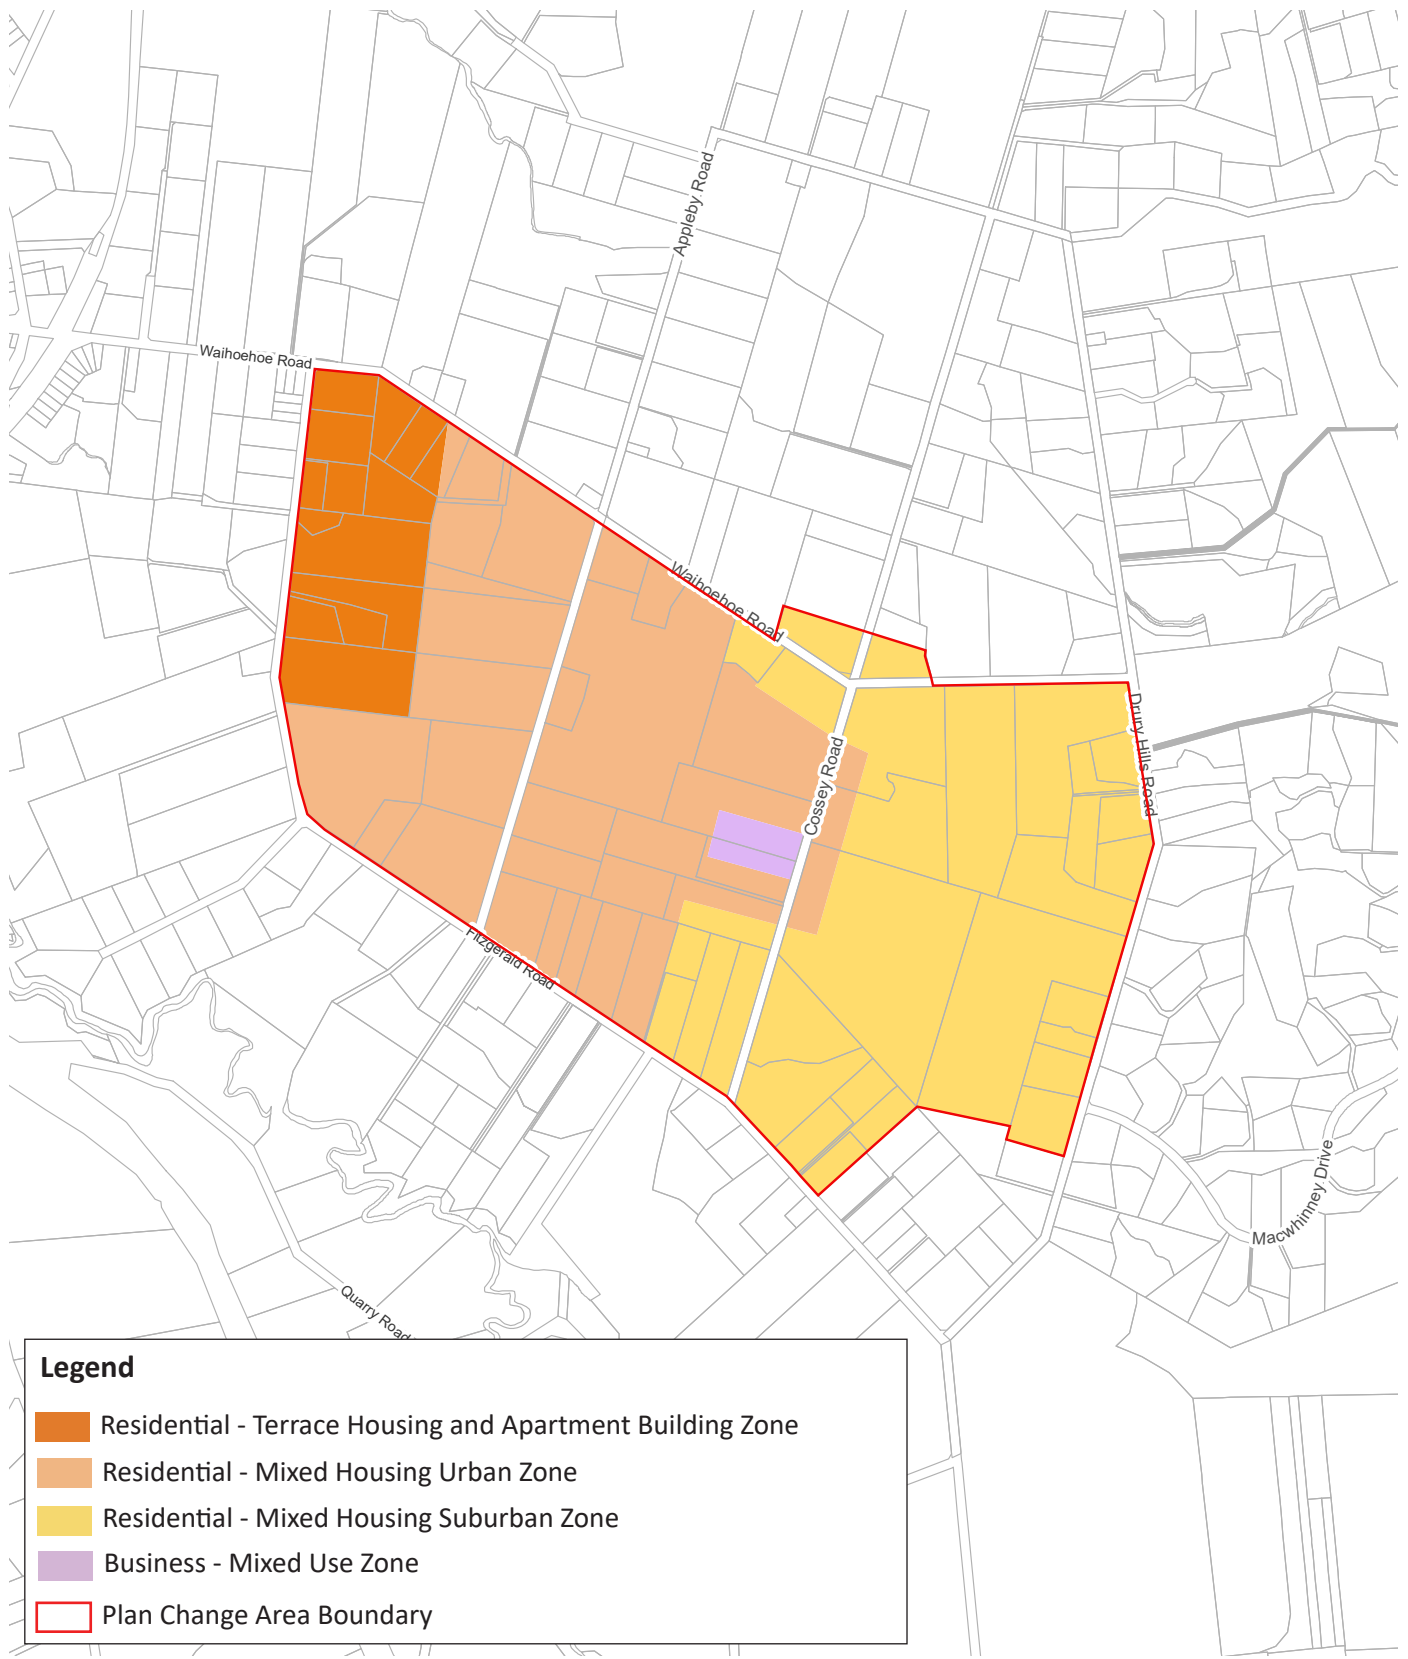 Appleby Road
Waihoehoe Road
Waihoehoe Road
Drury Hills Road
Cossey Road
Fitzgerald Road
Macwhinney Drive
Quarry Road
Legend
Residential - Terrace Housing and Apartment Building Zone
Residential - Mixed Housing Urban Zone
Residential - Mixed Housing Suburban Zone
Business - Mixed Use Zone
Plan Change Area Boundary